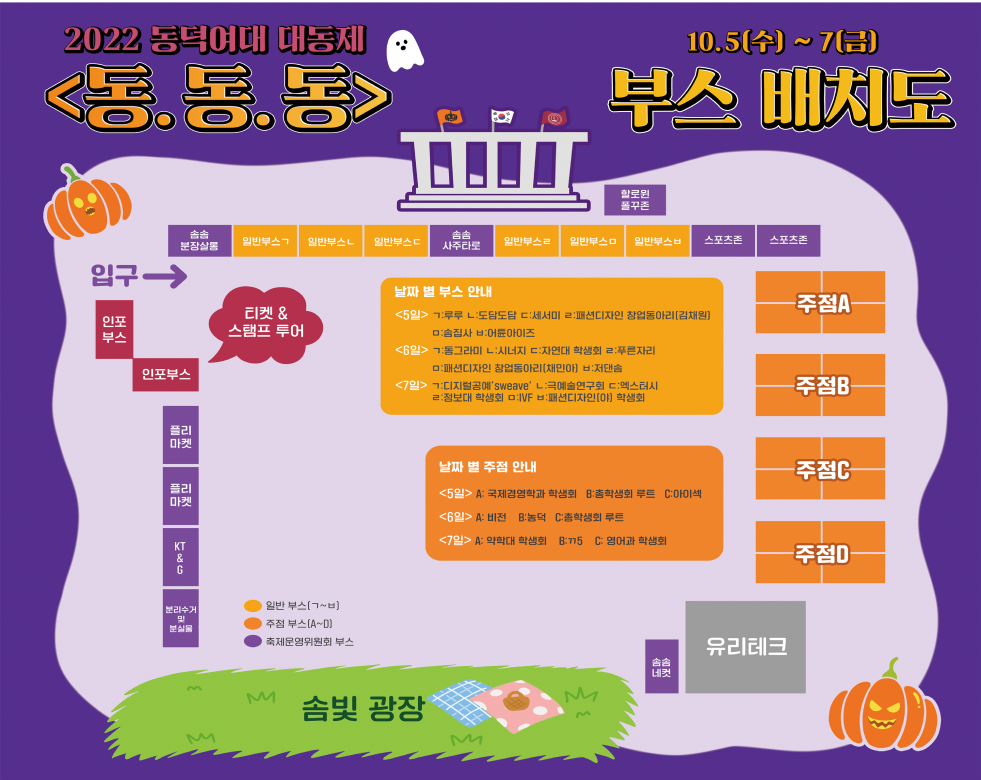 2022 동덕여대 대동제
<동.동.동>
10.5(수) ~ 7(금)
부스 배치도
할로윈
폴꾸존
솜솜
분장살롱
일반부스ㄱ
일반부스ㄴ
일반부스ㄷ
솜솜
사주타로
일반부스ㄹ
일반부스ㅁ
일반부스ㅂ
스포츠존
스포츠존
입구
인포
부스
인포부스
티켓 &
스탬프 투어
플리
마켓
플리
마켓
KT
&
G
분리수거
및
분실물
날짜 별 부스 안내
<5일> ㄱ:루루 ㄴ:도담도담 ㄷ:세서미 ㄹ:패션디자인 창업동아리(김채원)
ㅁ:솜집사 ㅂ:어흔아이즈
<6일> ㄱ:동그라미 ㄴ:시너지 ㄷ:자연대 학생회 ㄹ:푸른자리
ㅁ:패션디자인 창업동아리(채민아) ㅂ:저댄솜
<7일> ㄱ:디지털공예'sweave' ㄴ:극예술연구회 ㄷ:엑스터시
ㄹ:정보대 학생회 ㅁ:IVF ㅂ:패션디자인(야) 학생회
날짜 별 주점 안내
<5일> A: 국제경영학과 학생회 B:총학생회 루트 C:아이섹
<6일> A: 비전 B:농덕 C:총학생회 루트
<7일> A: 약학대 학생회 B:ㄲ5 C: 영어과 학생회
주점A
주점B
주점C
주점D
일반 부스(ㄱ~ㅂ)
주점 부스(A~D)
축제운영위원회 부스
솜솜
네컷
유리테크
솜빛 광장